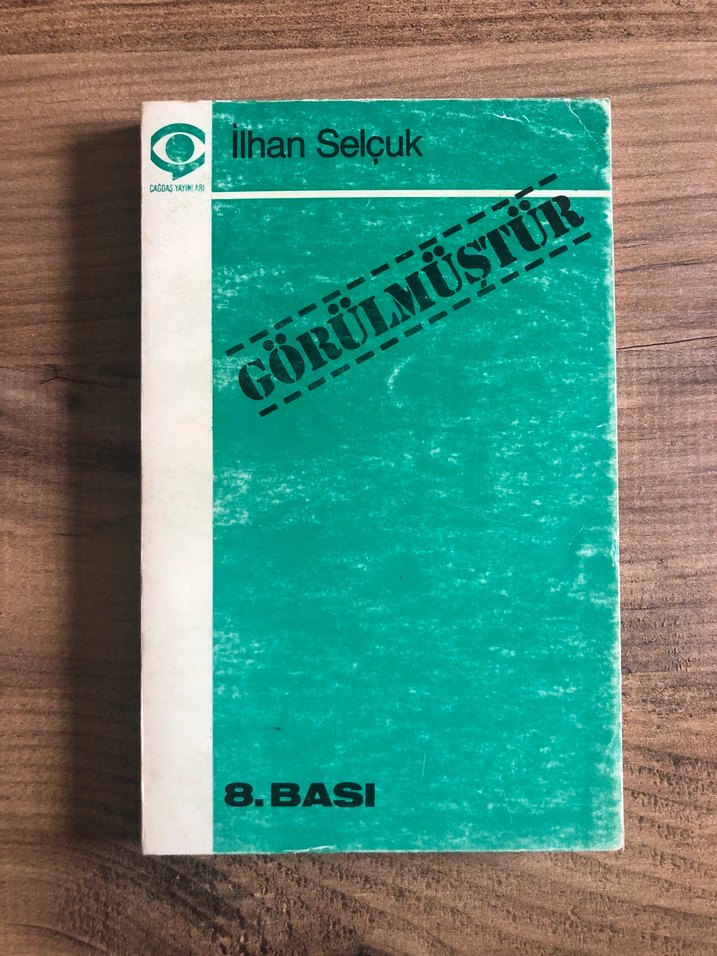 İlhan Selçuk
ÇAĞDAŞ YAYINLARI
GÖRÜLMÜŞTÜR
8. BASI